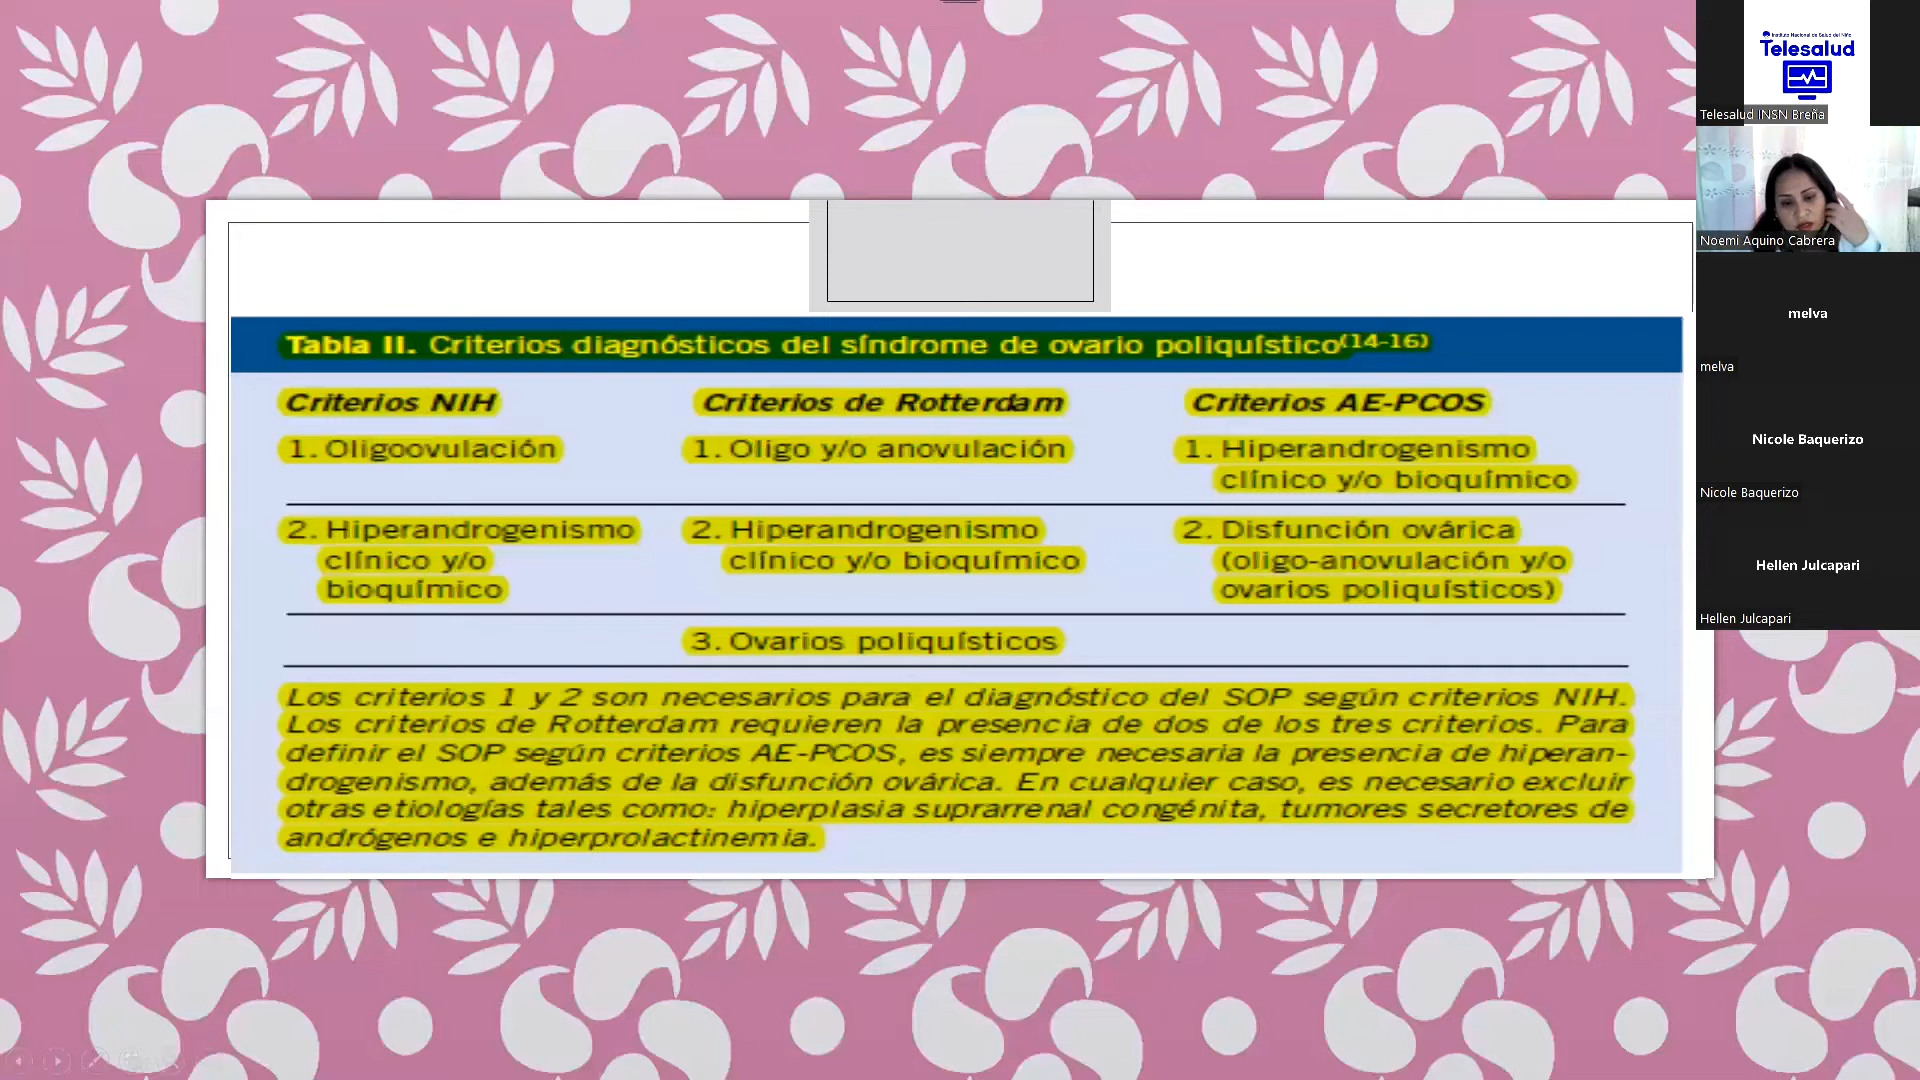 Tabla II. Criterios diagnósticos del síndrome de ovario poliquístico(14-16)
Criterios NIH
1. Oligoovulación
2. Hiperandrogenismo
clínico y/o
bioquímico
Criterios de Rotterdam
1. Oligo y/o anovulación
2. Hiperandrogenismo
clínico y/o bioquímico
3. Ovarios poliquísticos
Criterios AE-PCOS
1. Hiperandrogenismo
clínico y/o bioquímico
2. Disfunción ovárica
(oligo-anovulación y/o
ovarios poliquísticos)
Los criterios 1 y 2 son necesarios para el diagnóstico del SOP según criterios NIH.
Los criterios de Rotterdam requieren la presencia de dos de los tres criterios. Para
definir el SOP según criterios AE-PCOS, es siempre necesaria la presencia de hiperan-
drogenismo, además de la disfunción ovárica. En cualquier caso, es necesario excluir
otras etiologías tales como: hiperplasia suprarrenal congénita, tumores secretores de
andrógenos e hiperprolactinemia.
Instituto Nacional de Salud del Niño
Telesalud
Telesalud INSN Breña
Noemi Aquino Cabrera
melva
melva
Nicole Baquerizo
Nicole Baquerizo
Hellen Julcapari
Hellen Julcapari